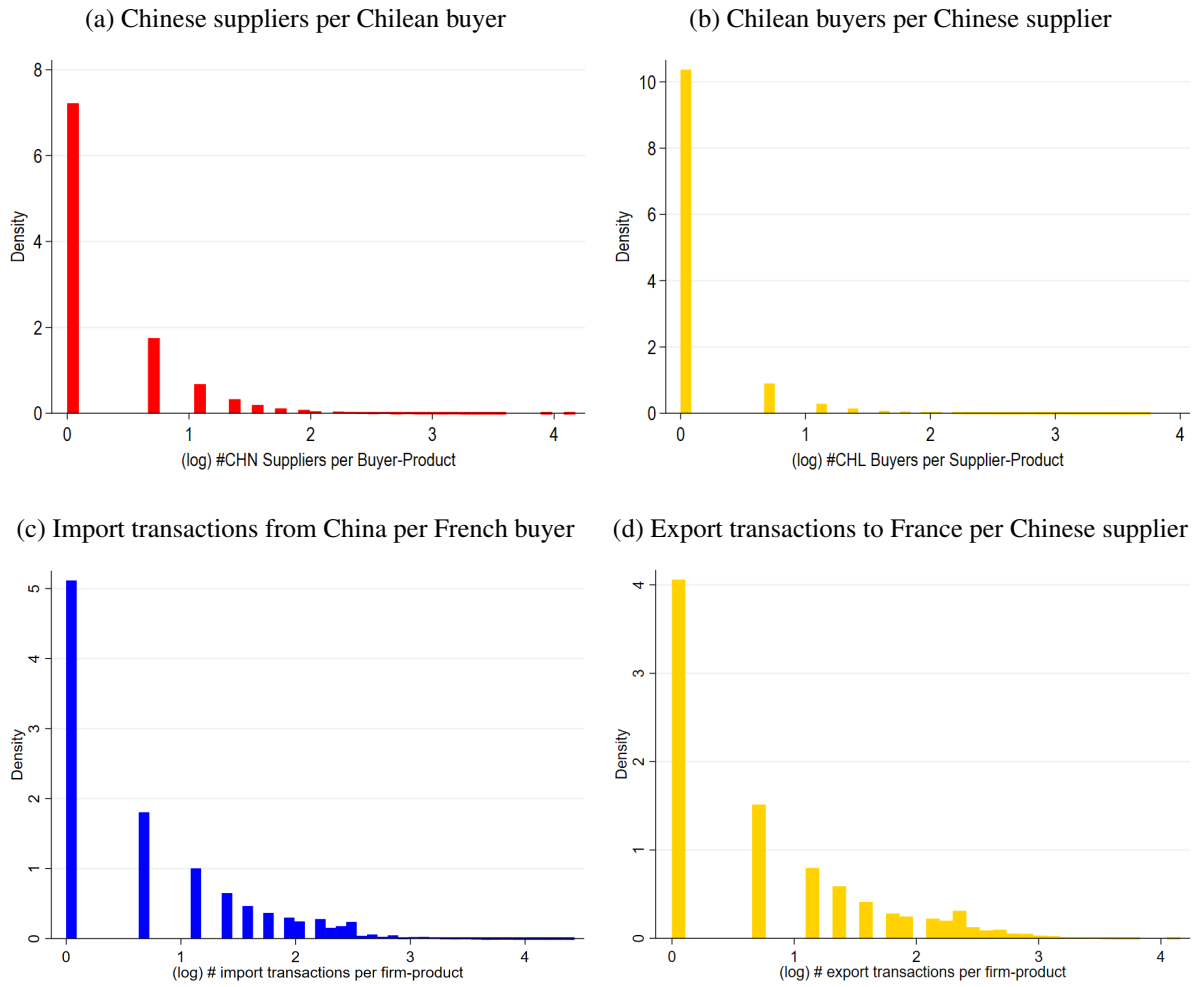 (a) Chinese suppliers per Chilean buyer
8
6
4
2
0
Density
0 1 2 3 4
(log) #CHN Suppliers per Buyer-Product
(b) Chilean buyers per Chinese supplier
10
8
6
4
2
0
Density
0 1 2 3 4
(log) #CHL Buyers per Supplier-Product
(c) Import transactions from China per French buyer
5
4
3
2
1
0
Density
0 1 2 3 4
(log) # import transactions per firm-product
(d) Export transactions to France per Chinese supplier
4
3
2
1
0
Density
0 1 2 3 4
(log) # export transactions per firm-product